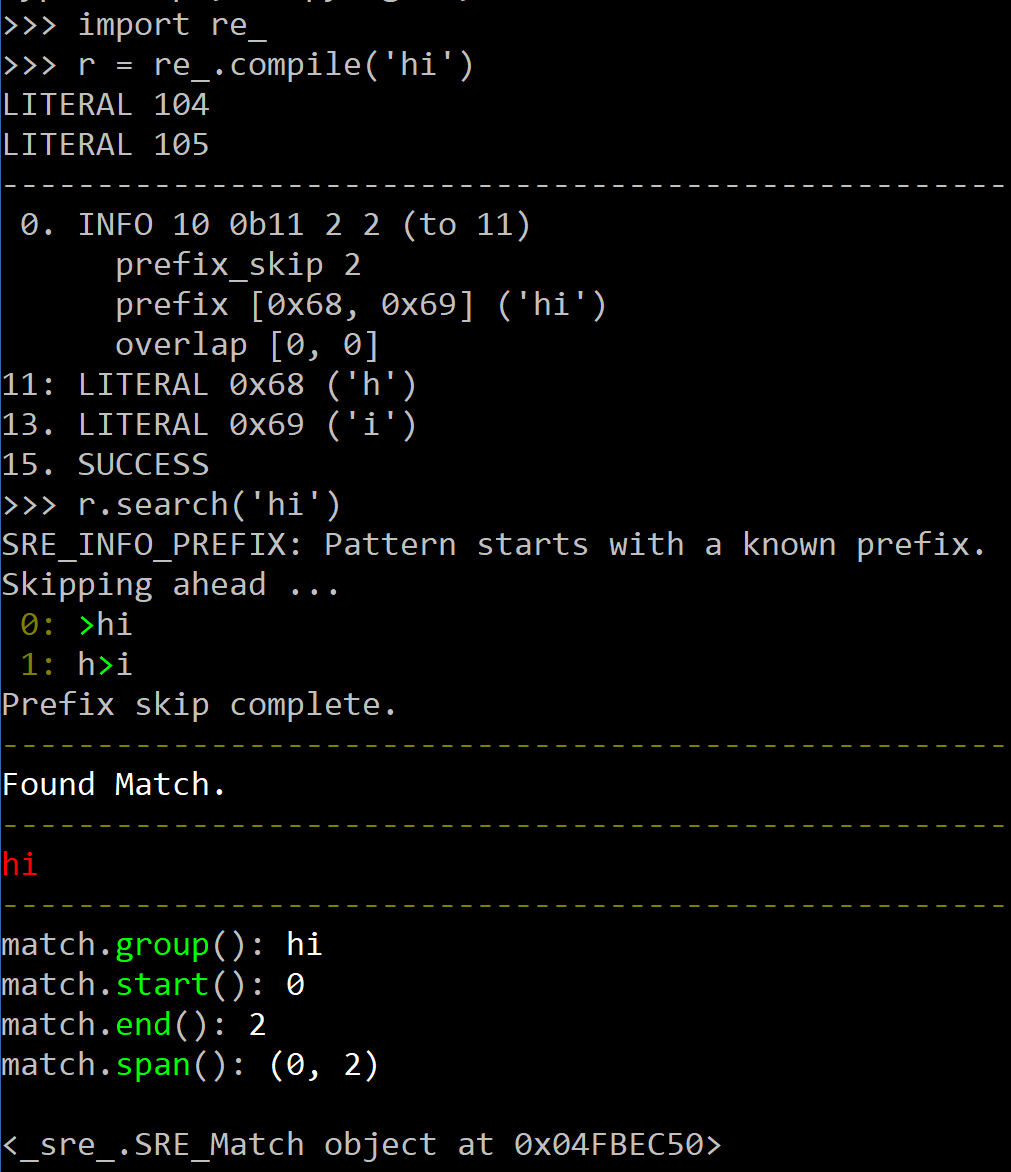 >>> import re_
>>> r = re_.compile('hi')
LITERAL 104
LITERAL 105
-----------------------------------------------------
 0. INFO 10 0b11 2 2 (to 11)
      prefix_skip 2
      prefix [0x68, 0x69] ('hi')
      overlap [0, 0]
11: LITERAL 0x68 ('h')
13. LITERAL 0x69 ('i')
15. SUCCESS
>>> r.search('hi')
SRE_INFO_PREFIX: Pattern starts with a known prefix.
Skipping ahead ...
 0: >hi
 1: h>i
Prefix skip complete.
-----------------------------------------------------
Found Match.
-----------------------------------------------------
hi
-----------------------------------------------------
match.group(): hi
match.start(): 0
match.end(): 2
match.span(): (0, 2)

<_sre_.SRE_Match object at 0x04FBEC50>